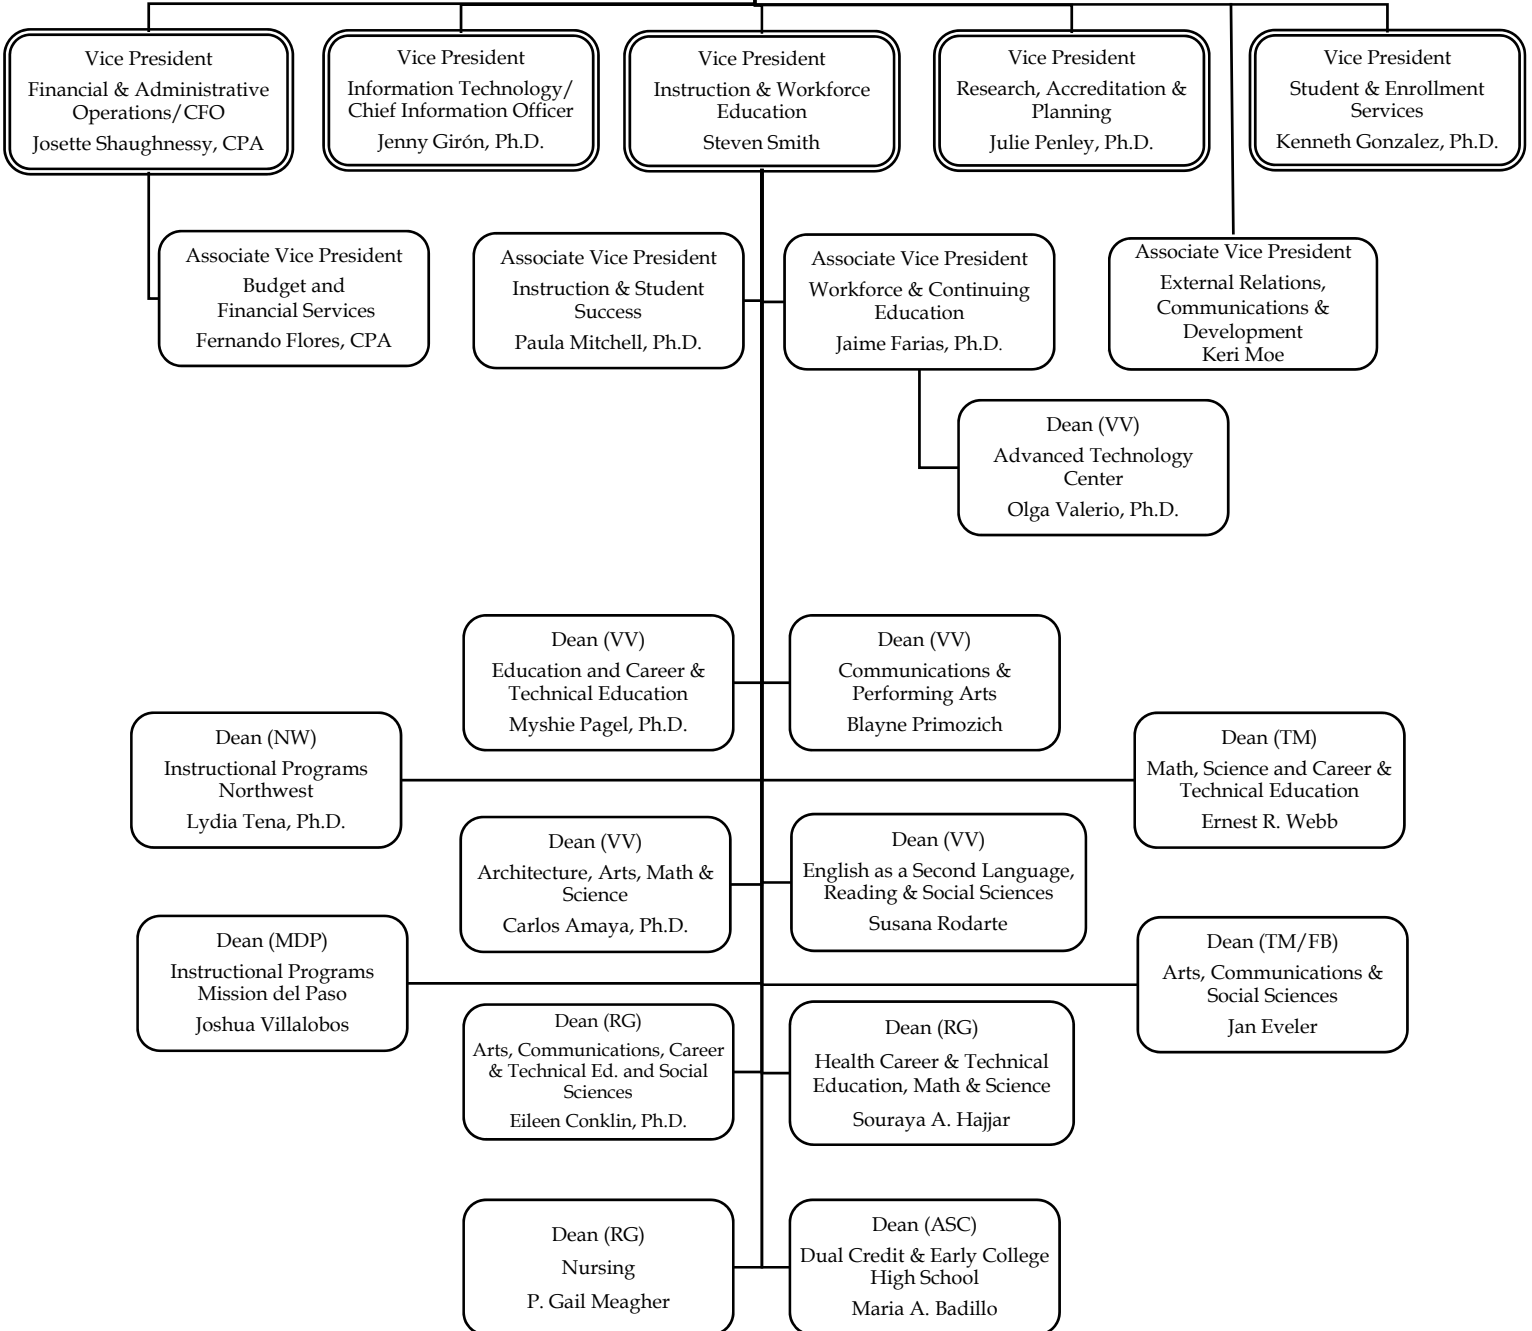 Vice President
Financial & Administrative
Operations/CFO
Josette Shaughnessy, CPA
Vice President
Information Technology/
Chief Information Officer
Jenny Girón, Ph.D.
Vice President
Instruction & Workforce
Education
Steven Smith
Vice President
Research, Accreditation &
Planning
Julie Penley, Ph.D.
Vice President
Student & Enrollment
Services
Kenneth Gonzalez, Ph.D.
Associate Vice President
Budget and
Financial Services
Fernando Flores, CPA
Associate Vice President
Instruction & Student
Success
Paula Mitchell, Ph.D.
Associate Vice President
Workforce & Continuing
Education
Jaime Farias, Ph.D.
Associate Vice President
External Relations,
Communications &
Development
Keri Moe
Dean (VV)
Advanced Technology
Center
Olga Valerio, Ph.D.
Dean (VV)
Education and Career &
Technical Education
Myshie Pagel, Ph.D.
Dean (VV)
Communications &
Performing Arts
Blayne Primozich
Dean (NW)
Instructional Programs
Northwest
Lydia Tena, Ph.D.
Dean (TM)
Math, Science and Career &
Technical Education
Ernest R. Webb
Dean (VV)
Architecture, Arts, Math &
Science
Carlos Amaya, Ph.D.
Dean (VV)
English as a Second Language,
Reading & Social Sciences
Susana Rodarte
Dean (MDP)
Instructional Programs
Mission del Paso
Joshua Villalobos
Dean (TM/FB)
Arts, Communications &
Social Sciences
Jan Eveler
Dean (RG)
Arts, Communications, Career
& Technical Ed. and Social
Sciences
Eileen Conklin, Ph.D.
Dean (RG)
Health Career & Technical
Education, Math & Science
Souraya A. Hajjar
Dean (RG)
Nursing
P. Gail Meagher
Dean (ASC)
Dual Credit & Early College
High School
Maria A. Badillo